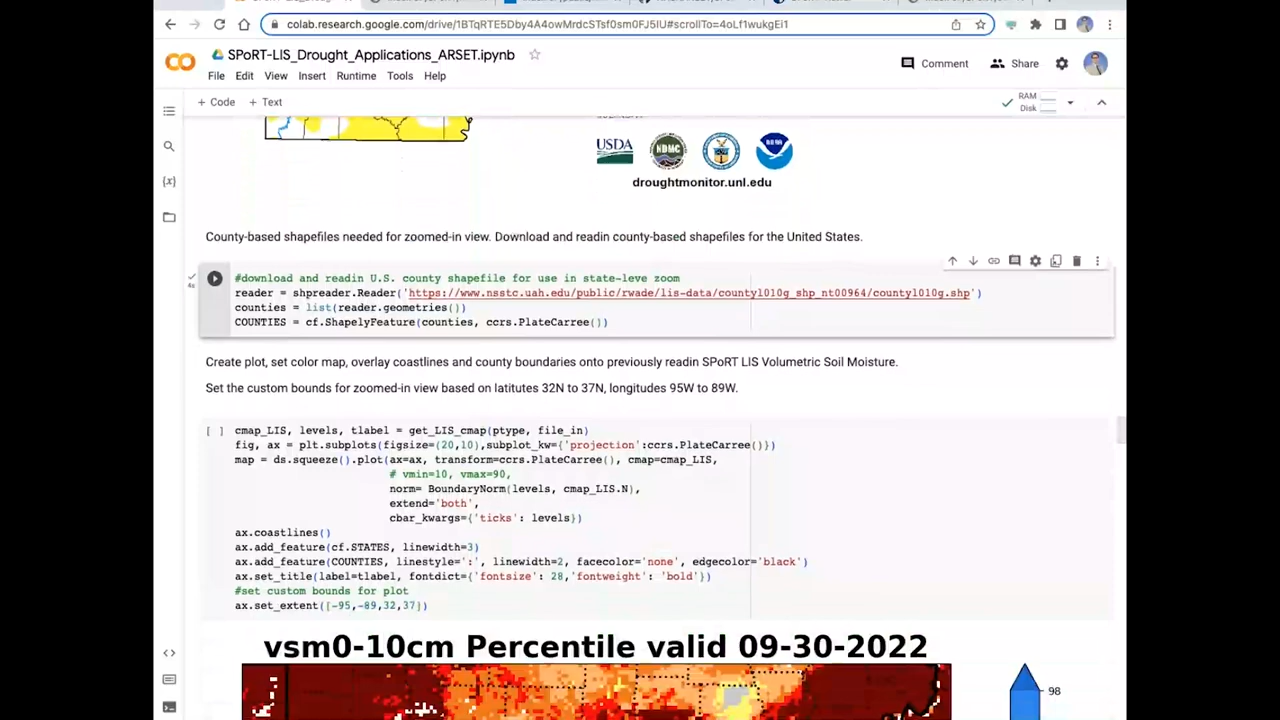 colab.research.google.com/drive/1BTqRTE5Dby4A4owMrdcSTsf0sm0FJ5IU#scrollTo=4oLf1wukgEi1
SPoRT-LIS_Drought_Applications_ARSET.ipynb
Comment
Share
File Edit View Insert Runtime Tools Help
+ Code + Text
RAM
Disk
USDA
NDMC
droughtmonitor.unl.edu
County-based shapefiles needed for zoomed-in view. Download and readin county-based shapefiles for the United States.
#download and readin U.S. county shapefile for use in state-leve zoom
4s
reader = shpreader.Reader('https://www.nsstc.uah.edu/public/rwade/lis-data/countyl010g_shp_nt00964/countyl010g.shp')
counties = list(reader.geometries())
COUNTIES = cf.ShapelyFeature(counties, ccrs.PlateCarree())
Create plot, set color map, overlay coastlines and county boundaries onto previously readin SPoRT LIS Volumetric Soil Moisture.
Set the custom bounds for zoomed-in view based on latitutes 32N to 37N, longitudes 95W to 89W.
[ ] cmap_LIS, levels, tlabel = get_LIS_cmap(ptype, file_in)
fig, ax = plt.subplots(figsize=(20,10),subplot_kw={'projection':ccrs.PlateCarree()})
map = ds.squeeze().plot(ax=ax, transform=ccrs.PlateCarree(), cmap=cmap_LIS,
# vmin=10, vmax=90,
norm= BoundaryNorm(levels, cmap_LIS.N),
extend='both',
cbar_kwargs={'ticks': levels})
ax.coastlines()
ax.add_feature(cf.STATES, linewidth=3)
ax.add_feature(COUNTIES, linestyle=':', linewidth=2, facecolor='none', edgecolor='black')
ax.set_title(label=tlabel, fontdict={'fontsize': 28,'fontweight': 'bold'})
#set custom bounds for plot
ax.set_extent([-95,-89,32,37])
vsm0-10cm Percentile valid 09-30-2022
98